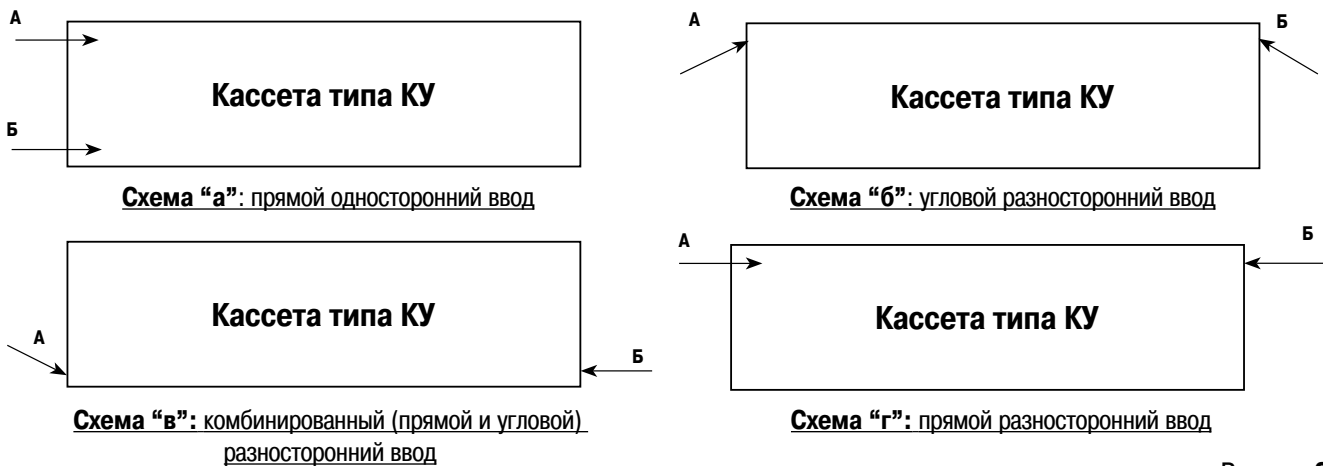 А
Кассета типа КУ
Б
Схема “а”: прямой односторонний ввод
А
Б
Кассета типа КУ
Схема “б”: угловой разносторонний ввод
Кассета типа КУ
А
Б
Схема “в”: комбинированный (прямой и угловой)
разносторонний ввод
А
Б
Кассета типа КУ
Схема “г”: прямой разносторонний ввод